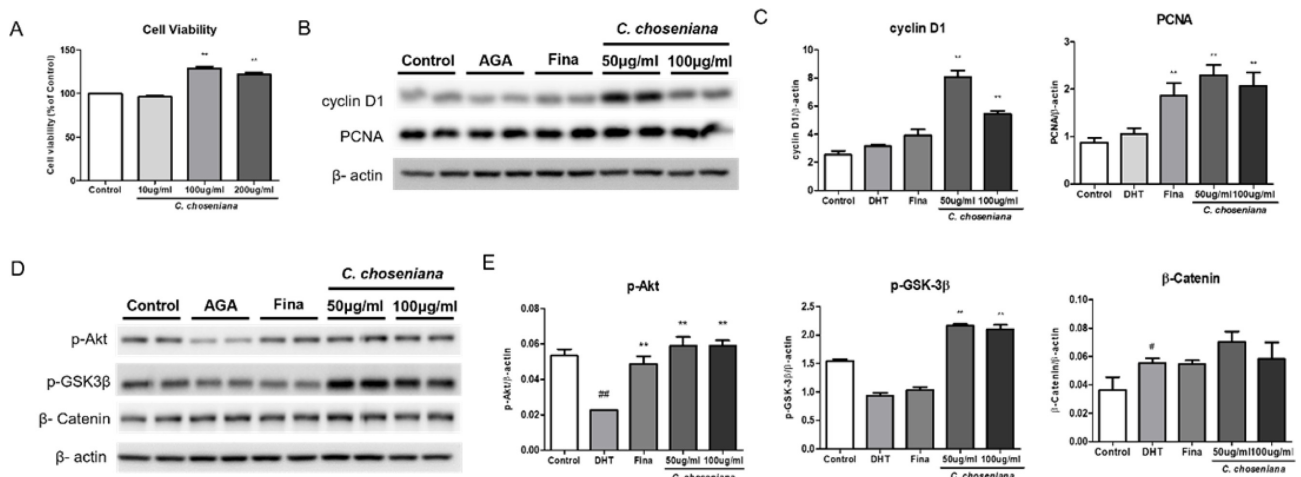 A
Cell Viability
Cell viability (% of Control)
150
100
50
0
**
**
Control
10ug/ml
100ug/ml
200ug/ml
C. choseniana
B
C. choseniana
Control
AGA
Fina
50µg/ml
100µg/ml
cyclin D1
PCNA
β- actin
C
cyclin D1
cyclin D1/β-actin
10
8
6
4
2
0
**
**
Control
DHT
Fina
50ug/ml
100ug/ml
C. choseniana
PCNA
PCNA/β-actin
3
2
1
0
**
**
**
Control
DHT
Fina
50ug/ml
100ug/ml
C. choseniana
D
C. choseniana
Control
AGA
Fina
50µg/ml
100µg/ml
p-Akt
p-GSK3β
β- Catenin
β- actin
E
p-Akt
p-Akt/β-actin
0.08
0.06
0.04
0.02
0.00
##
**
**
**
Control
DHT
Fina
50ug/ml
100ug/ml
C. choseniana
p-GSK-3β
p-GSK-3β/β-actin
2.5
2.0
1.5
1.0
0.5
0.0
**
**
Control
DHT
Fina
50ug/ml
100ug/ml
C. choseniana
β-Catenin
β-Catenin/β-actin
0.10
0.08
0.06
0.04
0.02
0.00
#
Control
DHT
Fina
50ug/ml
100ug/ml
C. choseniana